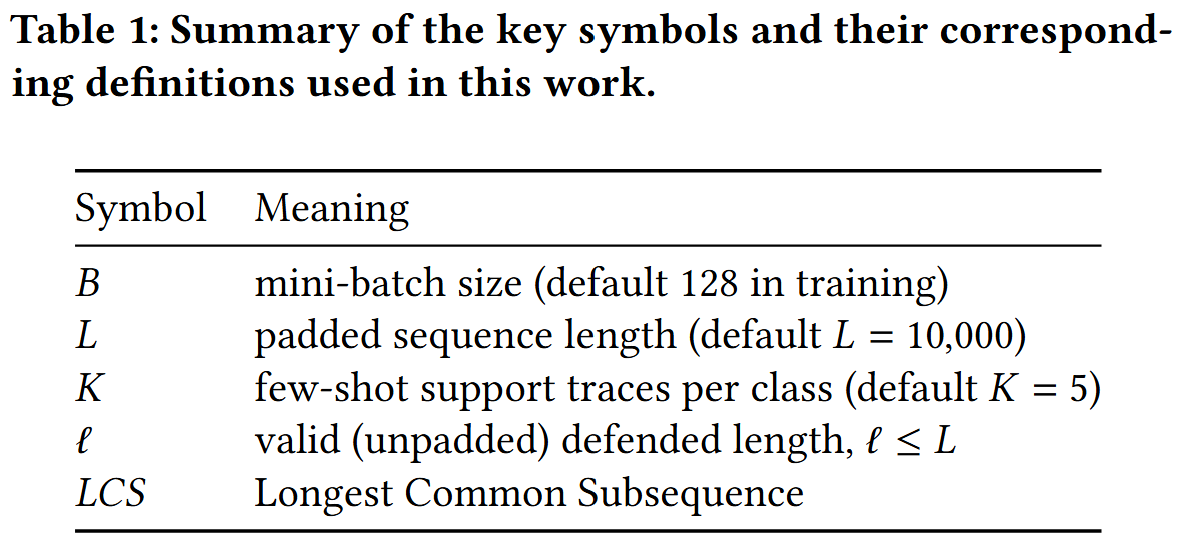 Table 1: Summary of the key symbols and their correspond-
ing definitions used in this work.
Symbol Meaning
B mini-batch size (default 128 in training)
L padded sequence length (default L = 10,000)
K few-shot support traces per class (default K = 5)
ℓ valid (unpadded) defended length, ℓ ≤ L
LCS Longest Common Subsequence